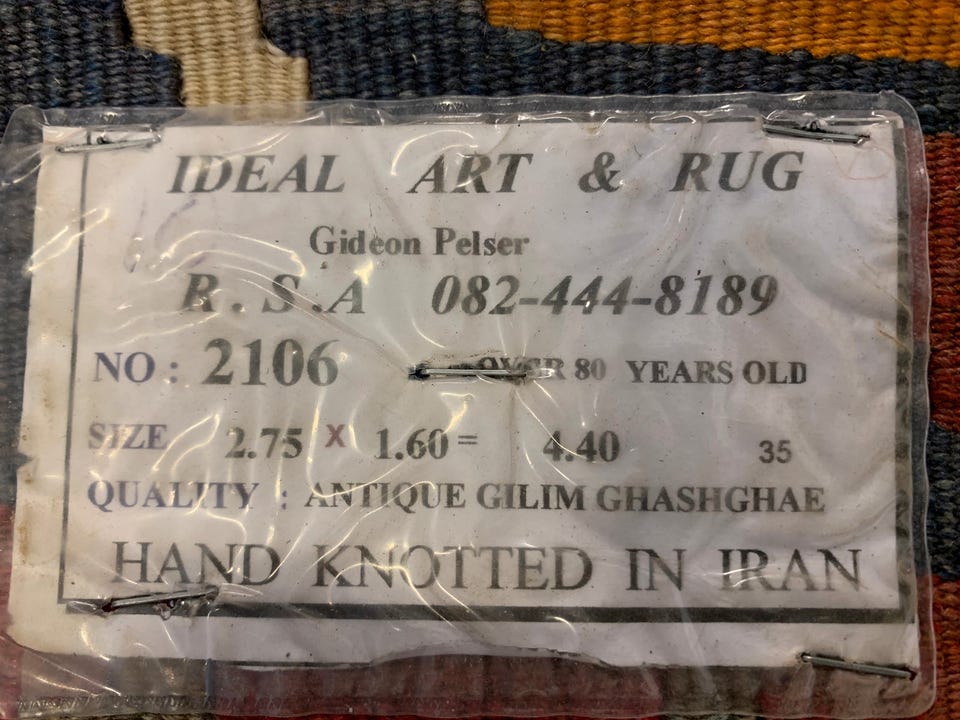 IDEAL ART & RUG
Gideon Pelser
R.S.A 082-444-8189
NO : 2106 OVER 80 YEARS OLD
SIZE 2.75 X 1.60 = 4.40 35
QUALITY : ANTIQUE GILIM GHASHGHAE
HAND KNOTTED IN IRAN